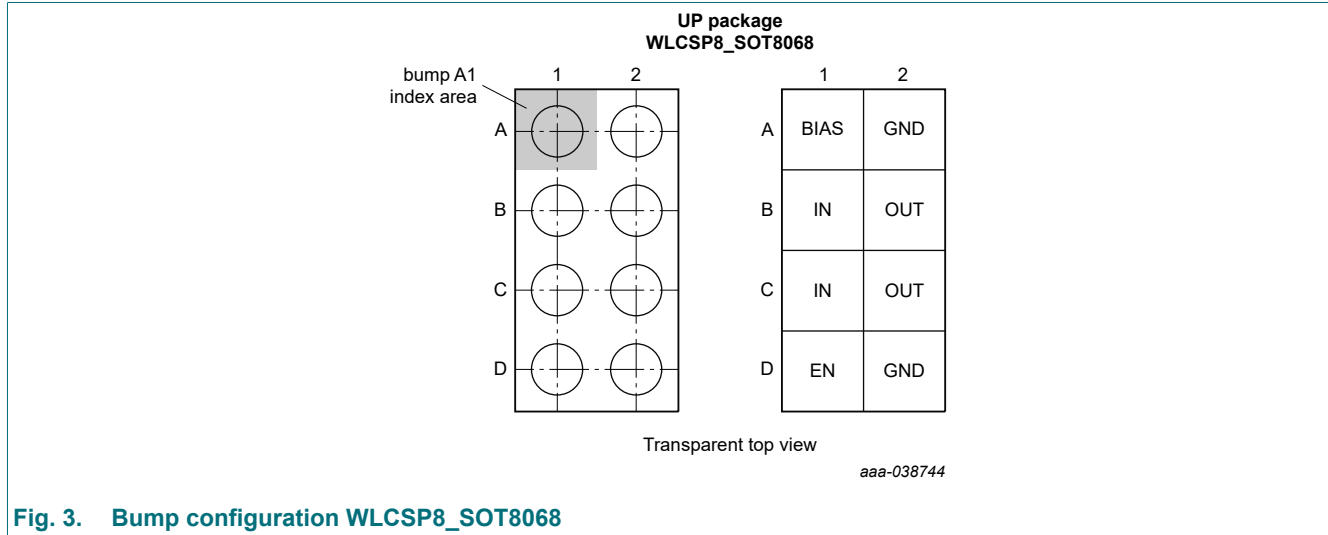 UP package
WLCSP8_SOT8068
bump A1
index area
1 2
A
B
C
D
1 2
A BIAS GND
B IN OUT
C IN OUT
D EN GND
Transparent top view
aaa-038744
Fig. 3. Bump configuration WLCSP8_SOT8068